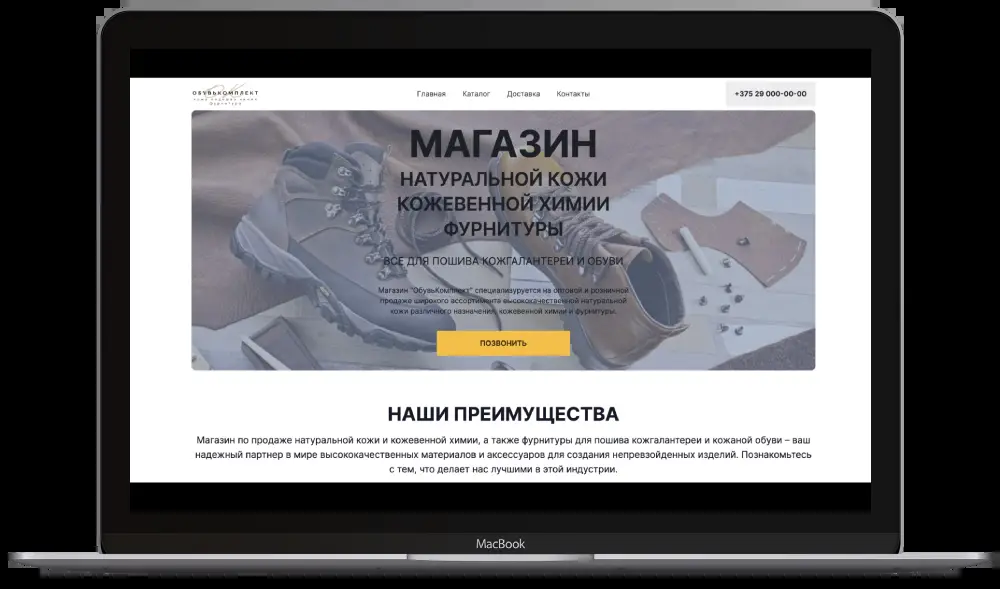 ОБУВЬКОМПЛЕКТ
Главная Каталог Доставка Контакты
+375 29 000-00-00
МАГАЗИН
НАТУРАЛЬНОЙ КОЖИ
КОЖЕВЕННОЙ ХИМИИ
ФУРНИТУРЫ
ВСЕ ДЛЯ ПОШИВА КОЖГАЛАНТЕРЕИ И ОБУВИ
Магазин "ОбувьКомплект" специализируется на оптовой и розничной
продаже широкого ассортимента высококачественной натуральной
кожи различного назначения, кожевенной химии и фурнитуры.
ПОЗВОНИТЬ
НАШИ ПРЕИМУЩЕСТВА
Магазин по продаже натуральной кожи и кожевенной химии, а также фурнитуры для пошива кожгалантереи и кожаной обуви – ваш
надежный партнер в мире высококачественных материалов и аксессуаров для создания непревзойденных изделий. Познакомьтесь
с тем, что делает нас лучшими в этой индустрии.
MacBook